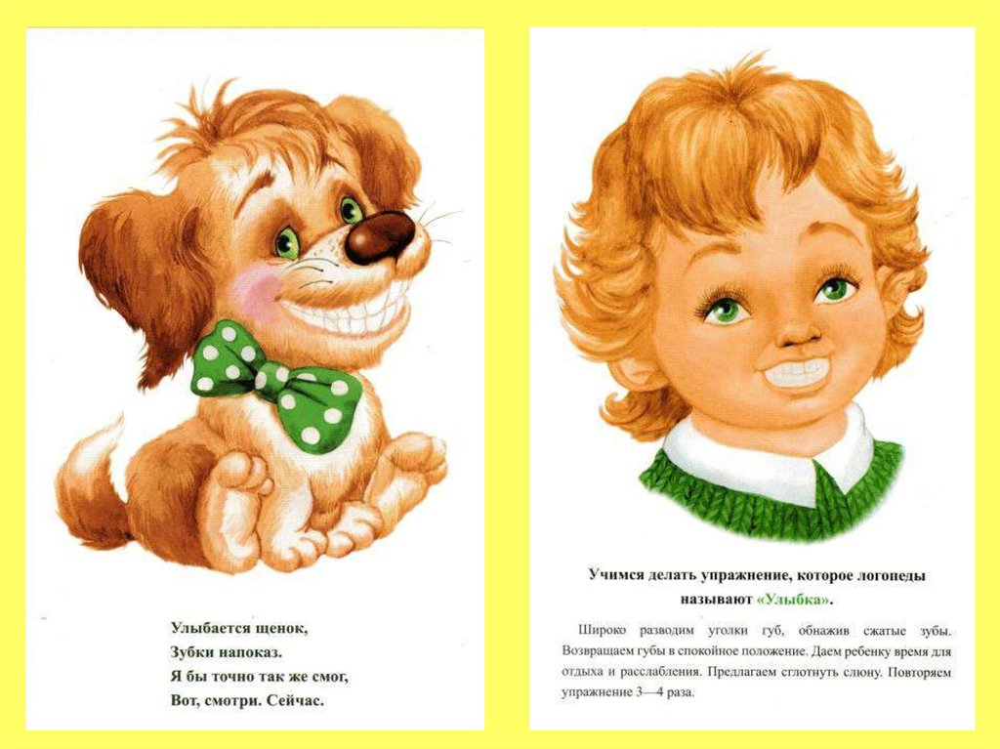 Улыбается щенок,
Зубки напоказ.
Я бы точно так же смог,
Вот, смотри. Сейчас.
Учимся делать упражнение, которое логопеды
называют «Улыбка».
Широко разводим уголки губ, обнажив сжатые зубы.
Возвращаем губы в спокойное положение. Даем ребенку время для
отдыха и расслабления. Предлагаем сглотнуть слюну. Повторяем
упражнение 3—4 раза.